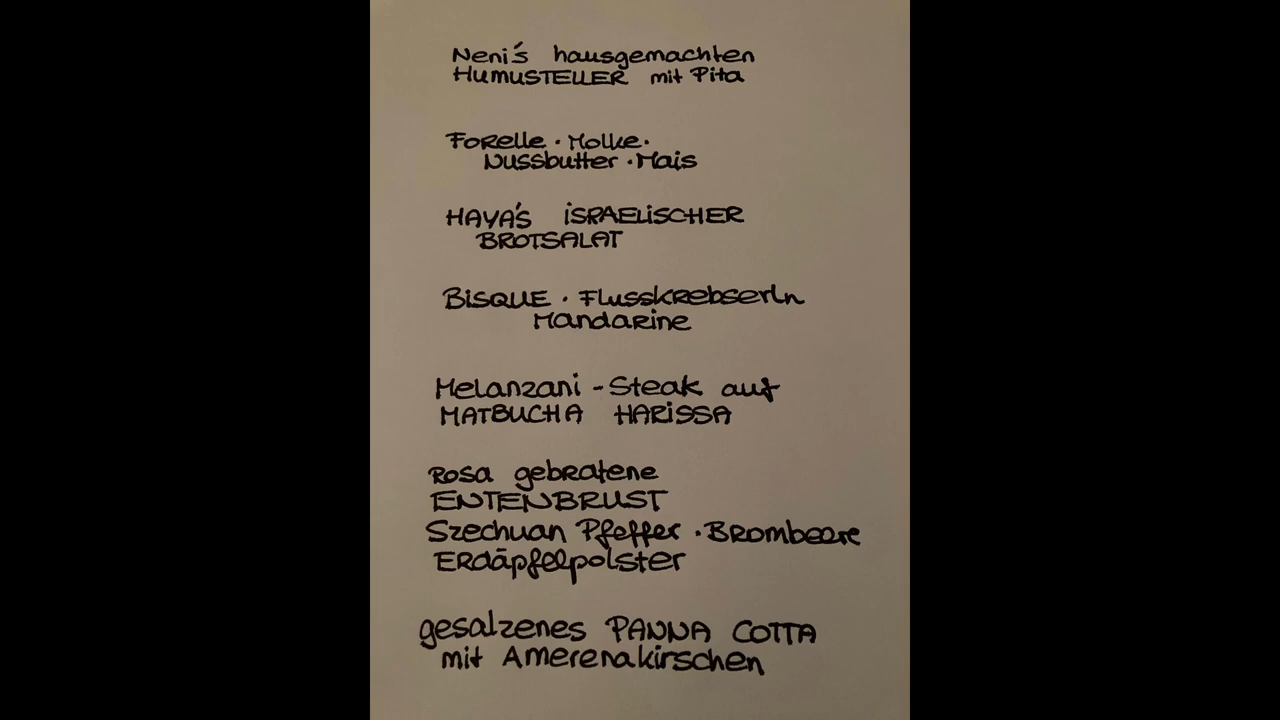 Neni's hausgemachten
HUMUSTELLER mit Pita
Forelle · Molke ·
Nussbutter · Mais
HAYA'S ISRAELISCHER
BROTSALAT
BISQUE · Flusskrebserln
Mandarine
Melanzani - Steak auf
MATBUCHA HARISSA
Rosa gebratene
ENTENBRUST
Szechuan Pfeffer · Brombeere
Erdäpfelpolster
gesalzenes PANNA COTTA
mit Amerenakirschen